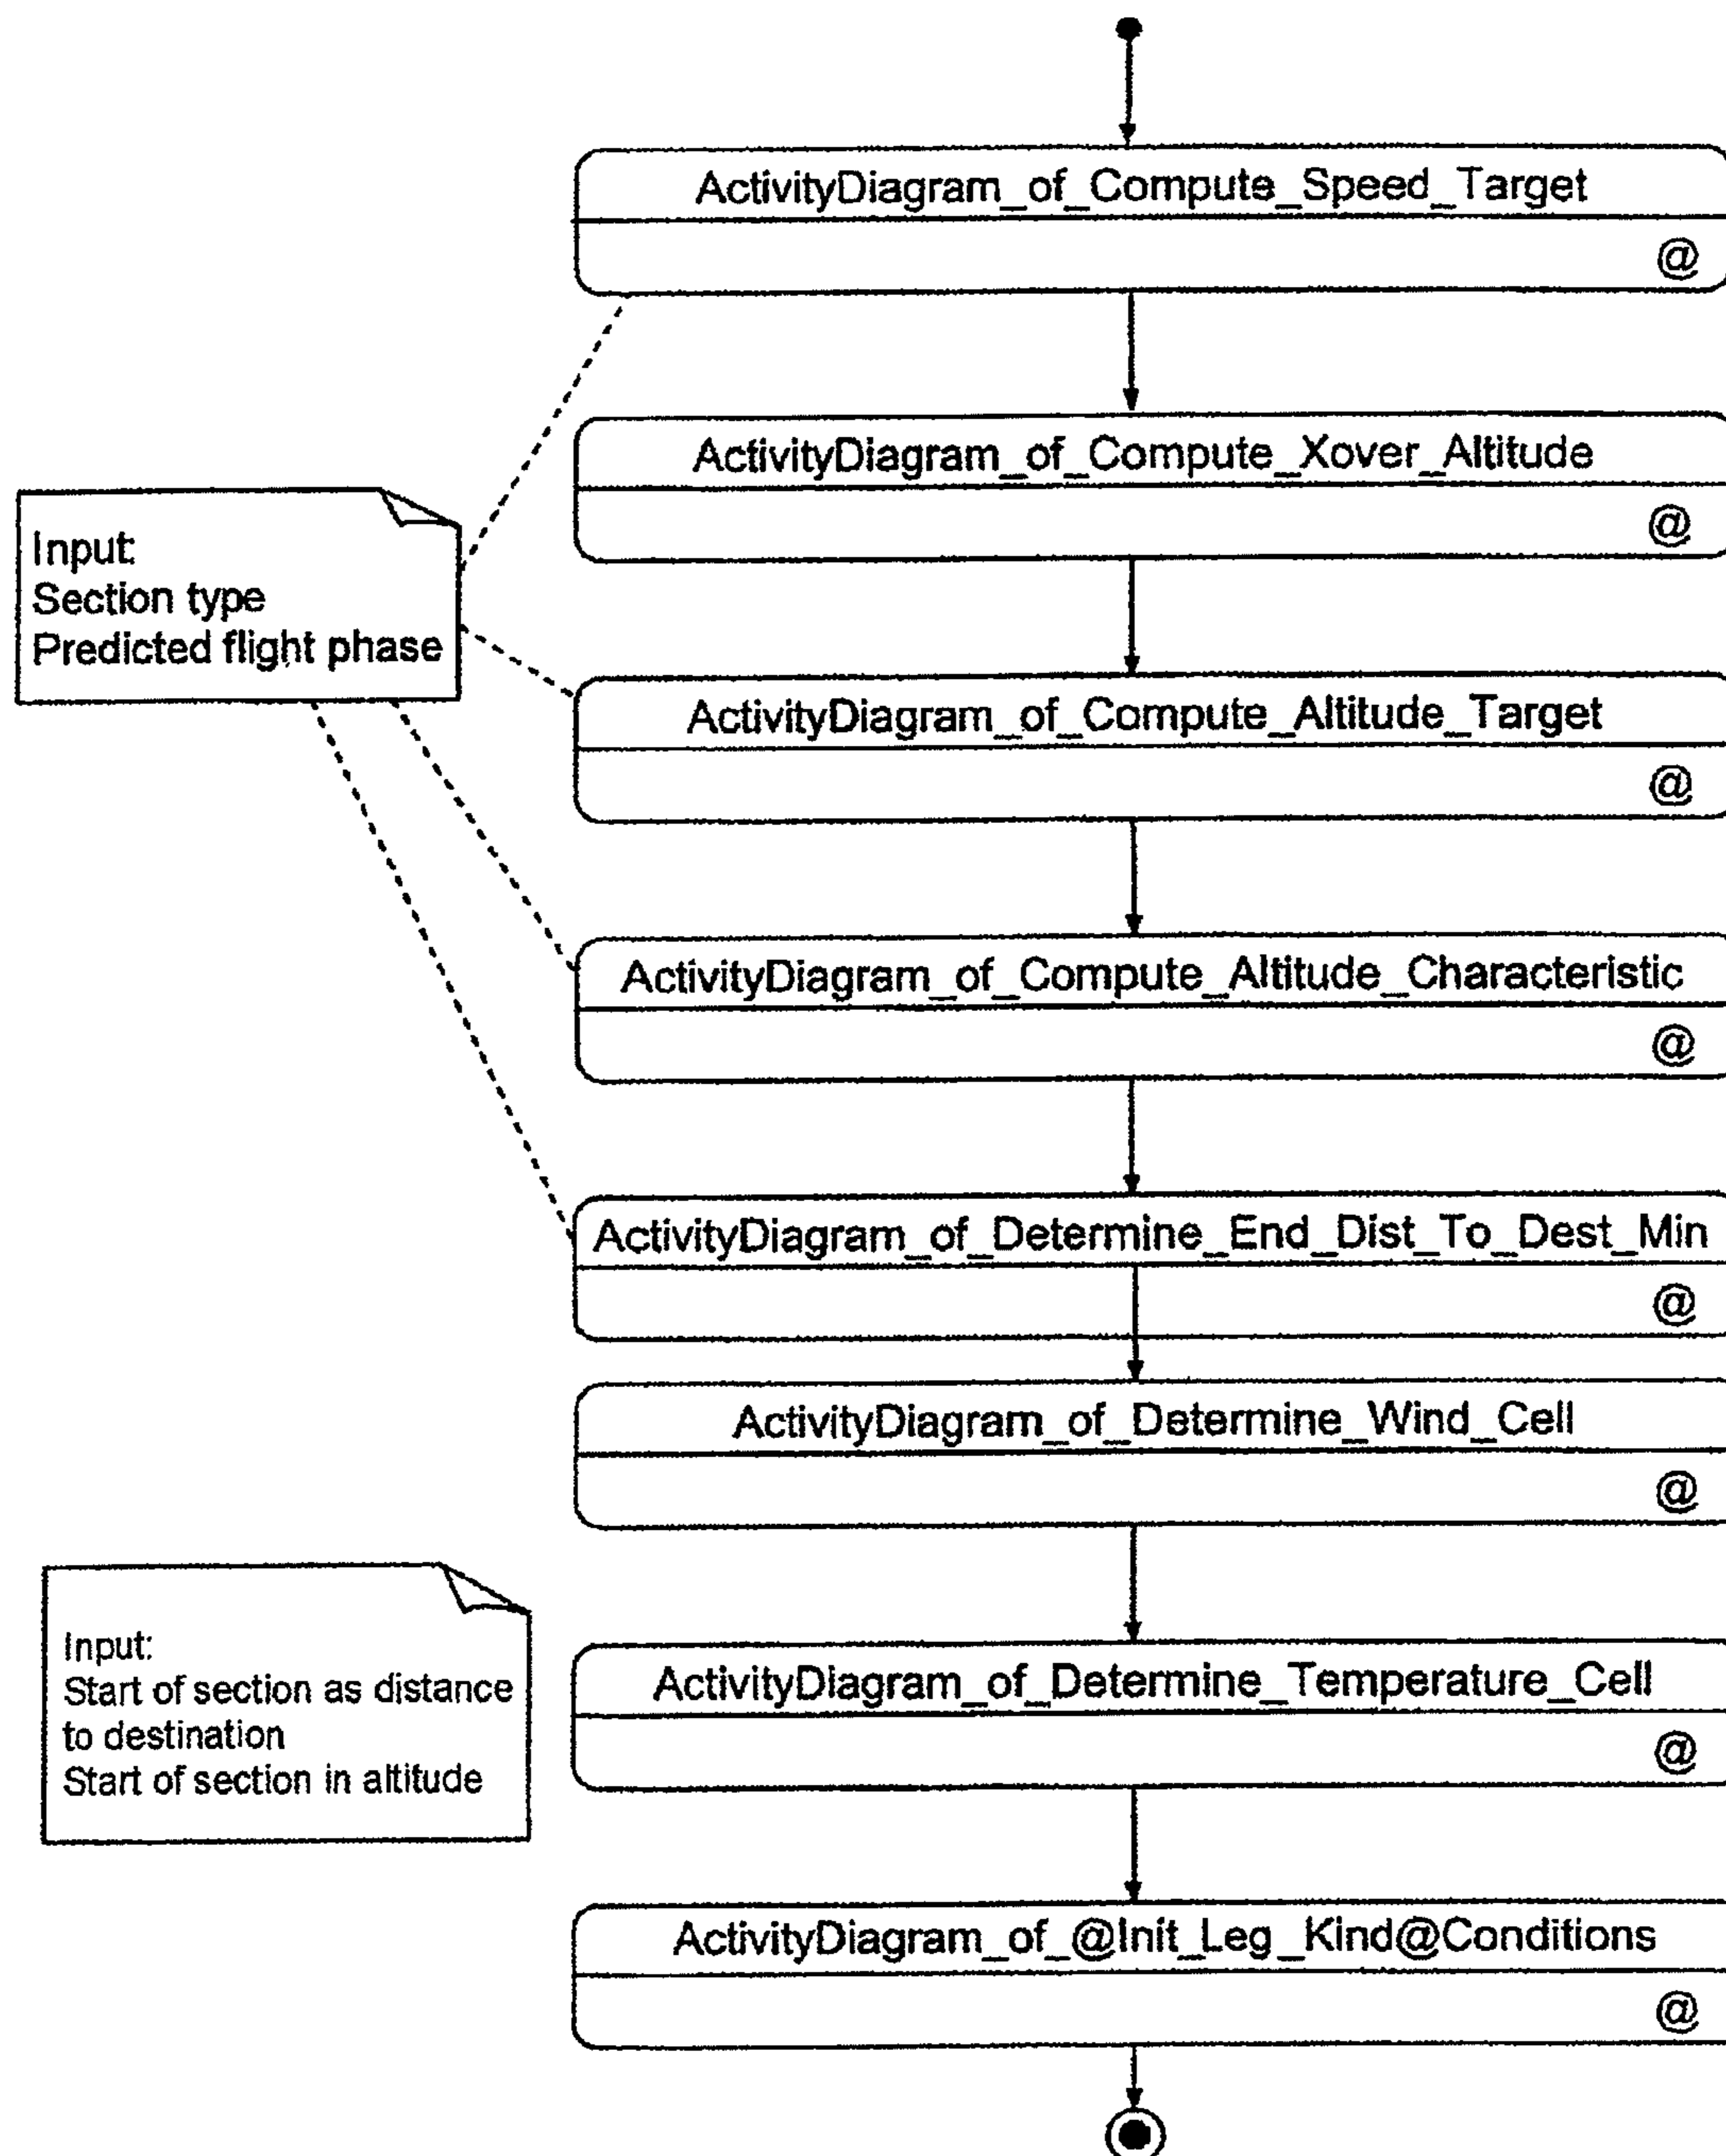 ActivityDiagram_of_Compute_Speed_Target
@
ActivityDiagram_of_Compute_Xover_Altitude
@
Input:
Section type
Predicted flight phase
ActivityDiagram_of_Compute_Altitude_Target
@
ActivityDiagram_of_Compute_Altitude_Characteristic
@
ActivityDiagram_of_Determine_End_Dist_To_Dest_Min
@
ActivityDiagram_of_Determine_Wind_Cell
@
Input:
Start of section as distance
to destination
Start of section in altitude
ActivityDiagram_of_Determine_Temperature_Cell
@
ActivityDiagram_of_@Init_Leg_Kind@Conditions
@